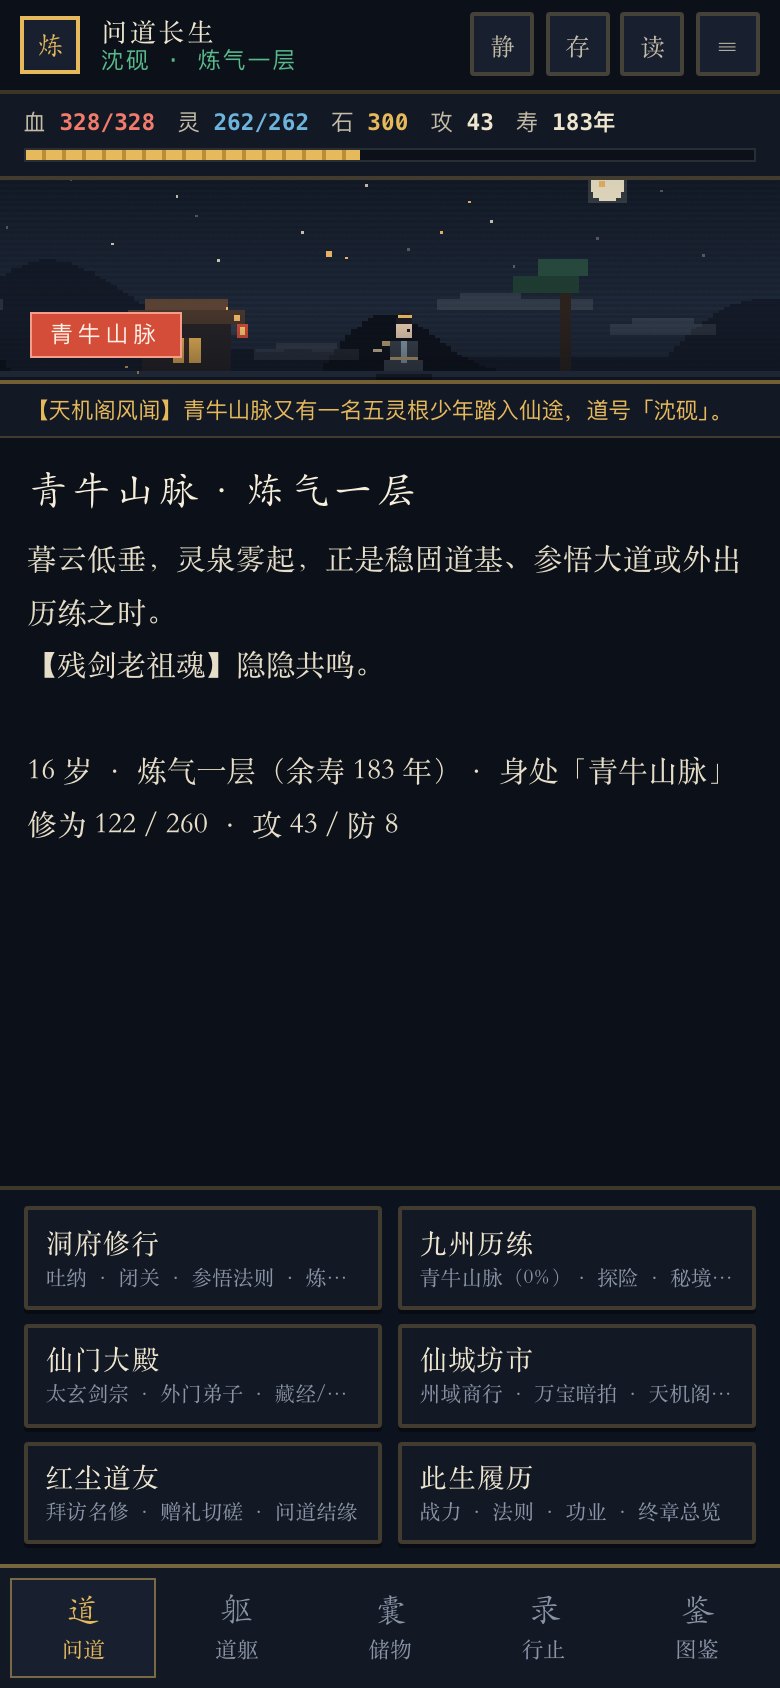 炼
问道长生
沈砚 · 炼气一层
静 存 读 ≡
血 328/328 灵 262/262 石 300 攻 43 寿 183年
青牛山脉
【天机阁风闻】青牛山脉又有一名五灵根少年踏入仙途，道号「沈砚」。
青牛山脉 · 炼气一层
暮云低垂，灵泉雾起，正是稳固道基、参悟大道或外出
历练之时。
【残剑老祖魂】隐隐共鸣。
16 岁 · 炼气一层（余寿 183 年） · 身处「青牛山脉」
修为 122 / 260 · 攻 43 / 防 8
洞府修行
吐纳 · 闭关 · 参悟法则 · 炼…
九州历练
青牛山脉（0%） · 探险 · 秘境…
仙门大殿
太玄剑宗 · 外门弟子 · 藏经/…
仙城坊市
州域商行 · 万宝暗拍 · 天机阁…
红尘道友
拜访名修 · 赠礼切磋 · 问道结缘
此生履历
战力 · 法则 · 功业 · 终章总览
道 躯 囊 录 鉴
问道 道躯 储物 行止 图鉴